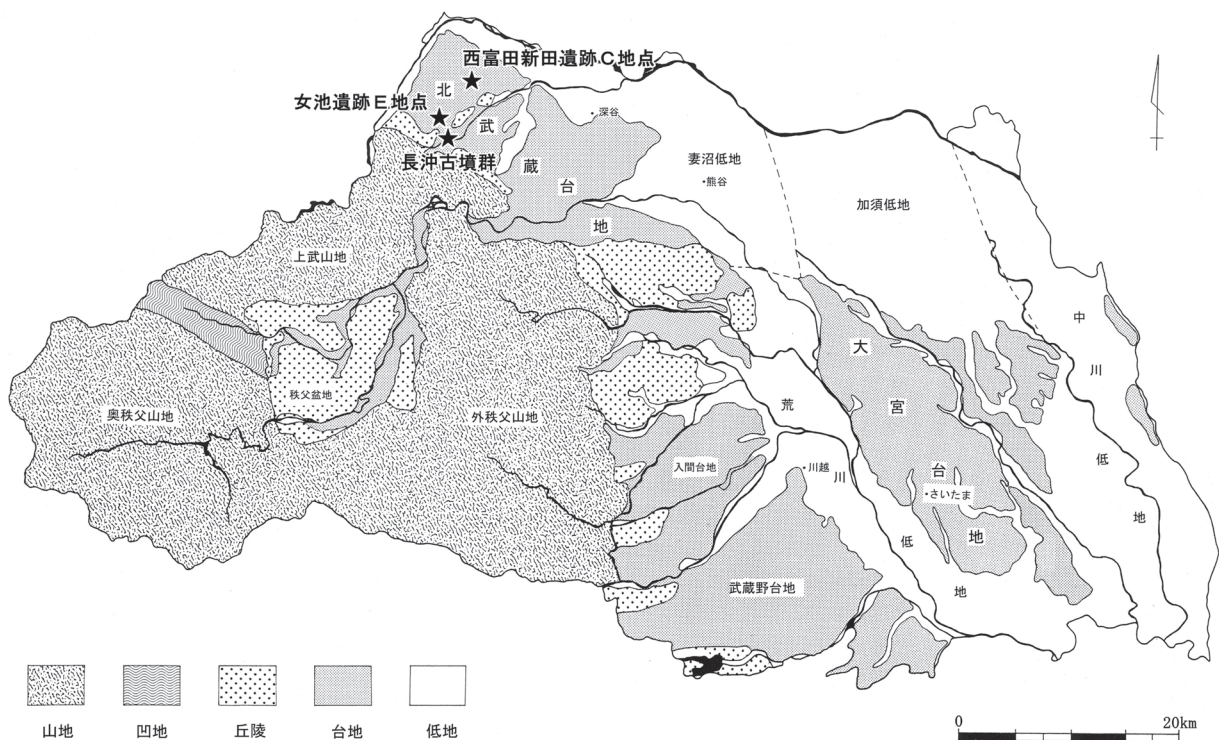 西富田新田遺跡C地点
女池遺跡E地点
長沖古墳群
北武蔵台地
・深谷
妻沼低地
・熊谷
加須低地
上武山地
秩父盆地
奥秩父山地
外秩父山地
大宮台地
・さいたま
中川低地
荒川低地
・川越
入間台地
武蔵野台地
山地
凹地
丘陵
台地
低地
0
20km